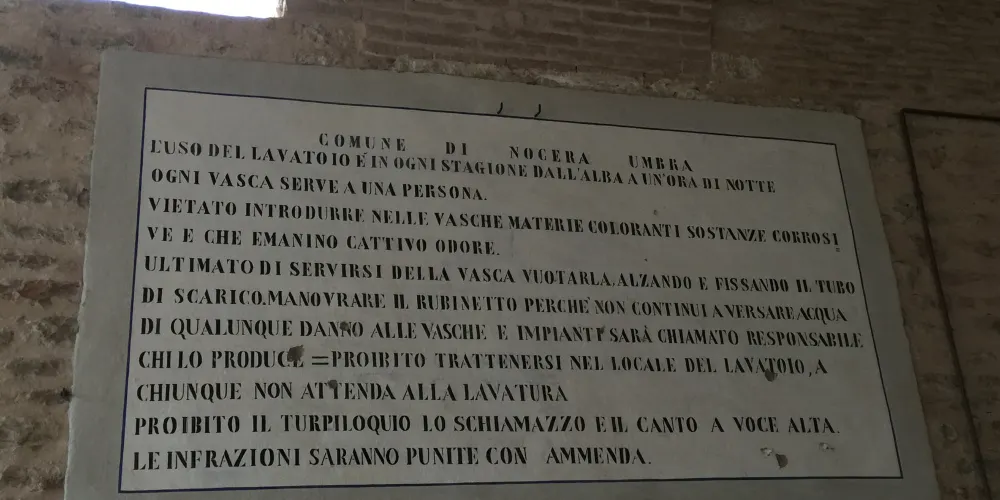 COMUNE DI NOCERA UMBRA
L'USO DEL LAVATOIO È IN OGNI STAGIONE DALL'ALBA A UN'ORA DI NOTTE
OGNI VASCA SERVE A UNA PERSONA.
VIETATO INTRODURRE NELLE VASCHE MATERIE COLORANTI SOSTANZE CORROSI=
VE E CHE EMANINO CATTIVO ODORE.
ULTIMATO DI SERVIRSI DELLA VASCA VUOTARLA, ALZANDO E FISSANDO IL TUBO
DI SCARICO.MANOVRARE IL RUBINETTO PERCHÈ NON CONTINUI A VERSARE ACQUA
DI QUALUNQUE DANNO ALLE VASCHE E IMPIANTI SARÀ CHIAMATO RESPONSABILE
CHI LO PRODUCE =PROIBITO TRATTENERSI NEL LOCALE DEL LAVATOIO, A
CHIUNQUE NON ATTENDA ALLA LAVATURA
PROIBITO IL TURPILOQUIO LO SCHIAMAZZO E IL CANTO A VOCE ALTA.
LE INFRAZIONI SARANNO PUNITE CON AMMENDA.